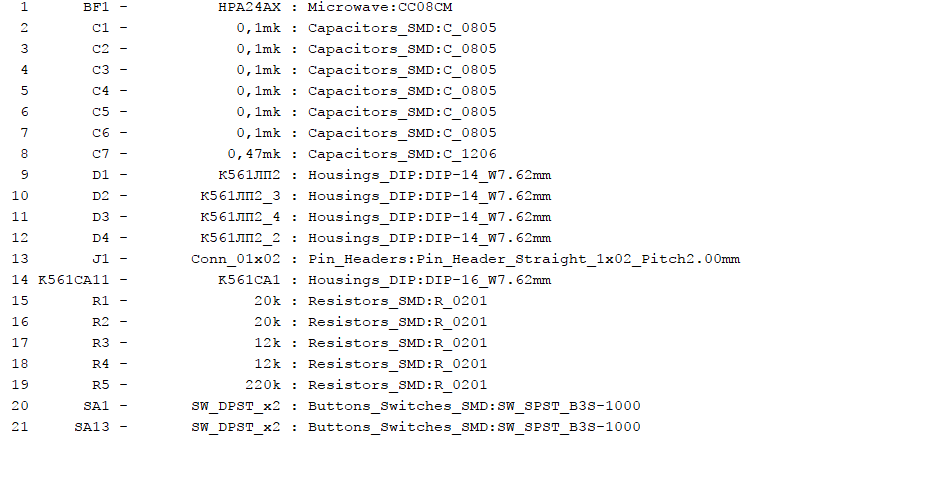 1 BF1 - HPA24AX : Microwave:CC08CM
2 C1 - 0,1mk : Capacitors_SMD:C_0805
3 C2 - 0,1mk : Capacitors_SMD:C_0805
4 C3 - 0,1mk : Capacitors_SMD:C_0805
5 C4 - 0,1mk : Capacitors_SMD:C_0805
6 C5 - 0,1mk : Capacitors_SMD:C_0805
7 C6 - 0,1mk : Capacitors_SMD:C_0805
8 C7 - 0,47mk : Capacitors_SMD:C_1206
9 D1 - К561ЛП2 : Housings_DIP:DIP-14_W7.62mm
10 D2 - К561ЛП2_3 : Housings_DIP:DIP-14_W7.62mm
11 D3 - К561ЛП2_4 : Housings_DIP:DIP-14_W7.62mm
12 D4 - К561ЛП2_2 : Housings_DIP:DIP-14_W7.62mm
13 J1 - Conn_01x02 : Pin_Headers:Pin_Header_Straight_1x02_Pitch2.00mm
14 К561СА11 - К561СА1 : Housings_DIP:DIP-16_W7.62mm
15 R1 - 20k : Resistors_SMD:R_0201
16 R2 - 20k : Resistors_SMD:R_0201
17 R3 - 12k : Resistors_SMD:R_0201
18 R4 - 12k : Resistors_SMD:R_0201
19 R5 - 220k : Resistors_SMD:R_0201
20 SA1 - SW_DPST_x2 : Buttons_Switches_SMD:SW_SPST_B3S-1000
21 SA13 - SW_DPST_x2 : Buttons_Switches_SMD:SW_SPST_B3S-1000